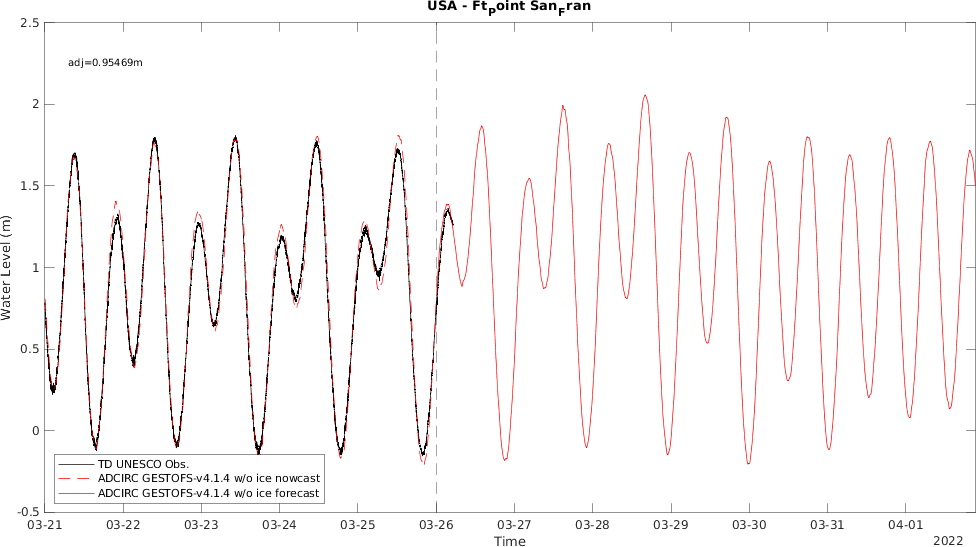 USA - FtPoint SanFran
adj=0.95469m
Water Level (m)
2.5
2
1.5
1
0.5
0
-0.5
TD UNESCO Obs.
ADCIRC GESTOFS-v4.1.4 w/o ice nowcast
ADCIRC GESTOFS-v4.1.4 w/o ice forecast
03-21 03-22 03-23 03-24 03-25 03-26 03-27 03-28 03-29 03-30 03-31 04-01
Time
2022